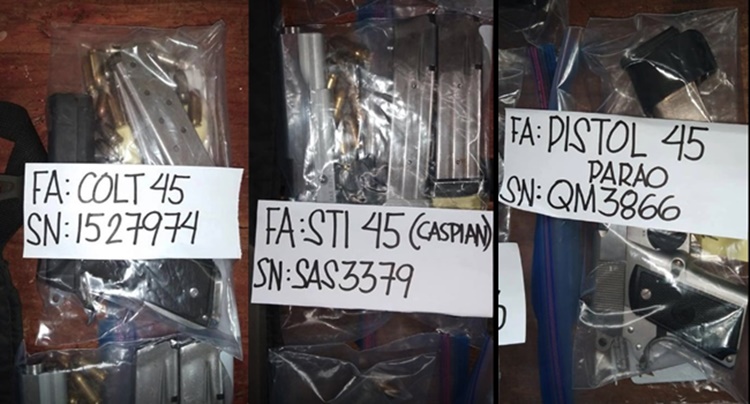 FA: COLT 45
SN: 1527974
FA: STI 45 (CASPIAN)
SN: SAS3379
FA: PISTOL 45
PARAO
SN: QM3866